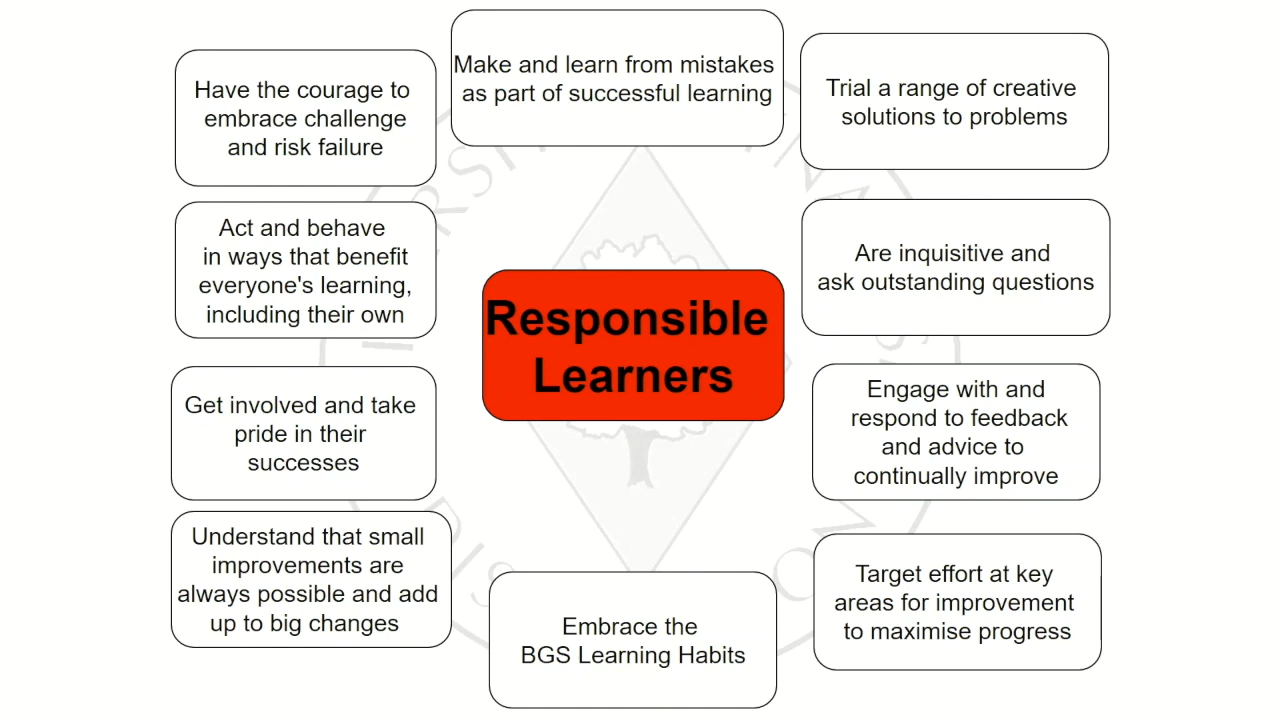 Make and learn from mistakes
as part of successful learning
Have the courage to
embrace challenge
and risk failure
Trial a range of creative
solutions to problems
Act and behave
in ways that benefit
everyone's learning,
including their own
Are inquisitive and
ask outstanding questions
Responsible
Learners
Get involved and take
pride in their
successes
Engage with and
respond to feedback
and advice to
continually improve
Understand that small
improvements are
always possible and add
up to big changes
Embrace the
BGS Learning Habits
Target effort at key
areas for improvement
to maximise progress